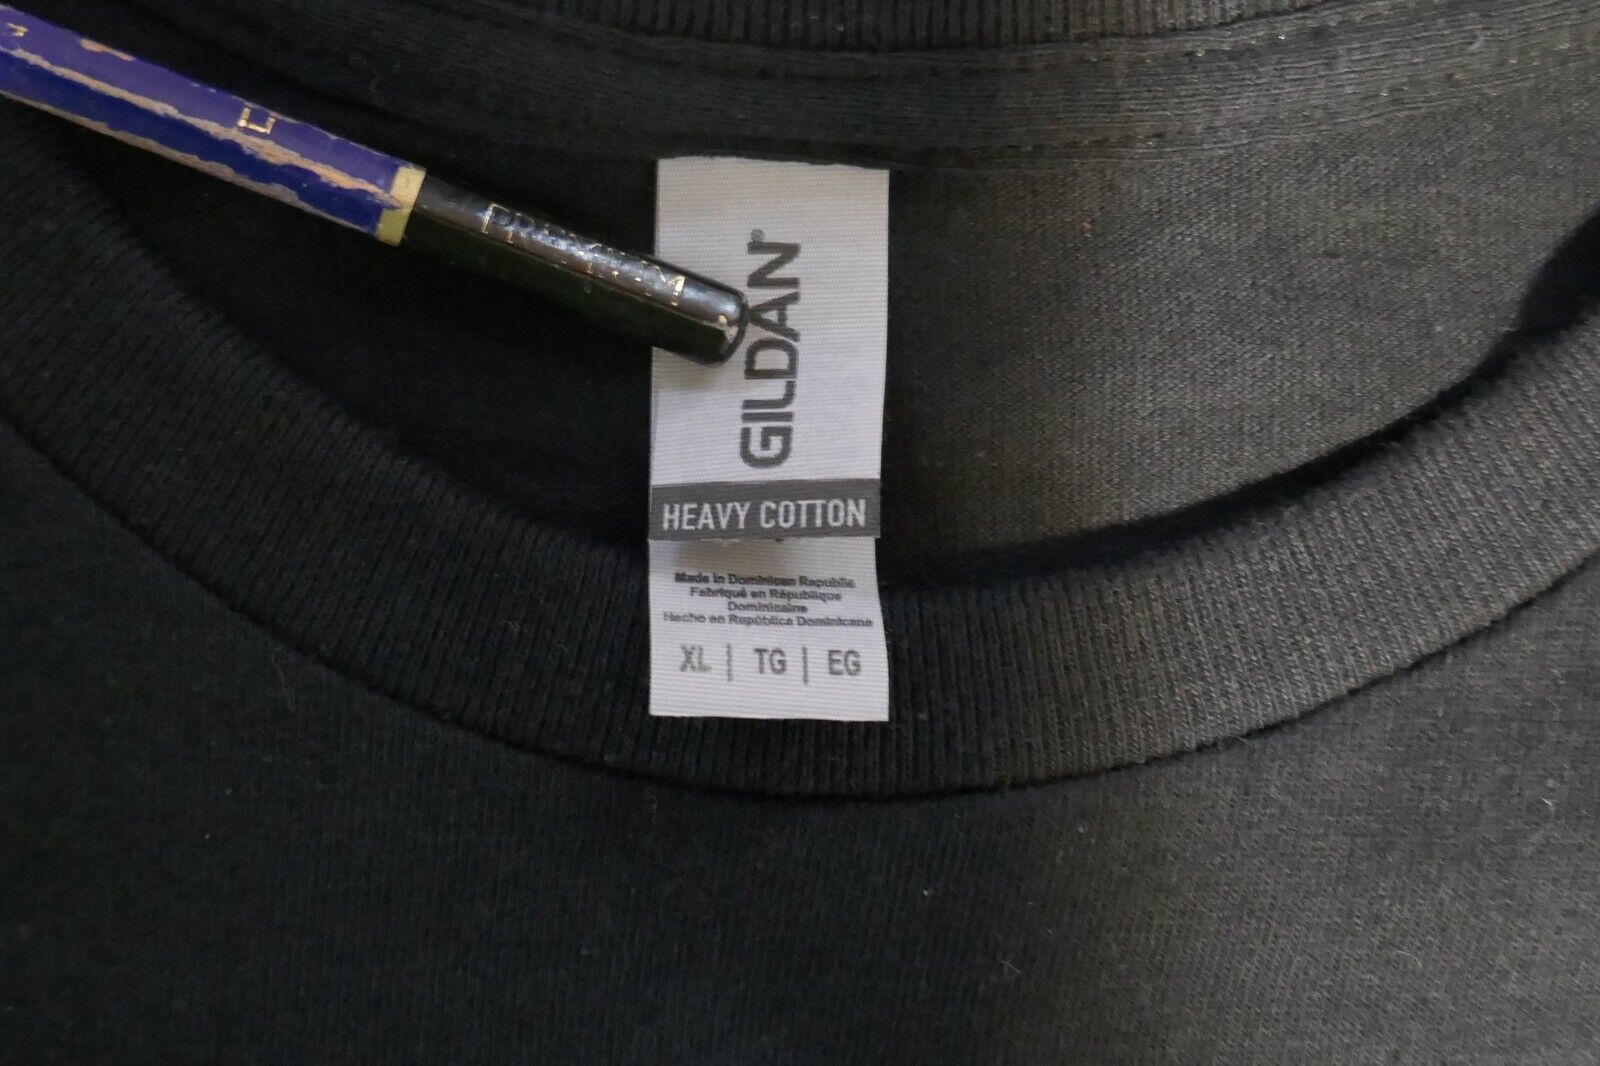 GILDAN®
HEAVY COTTON
Made in Dominican Republic
Fabriqué en République
Dominicaine
Hecho en República Dominicana
XL | TG | EG